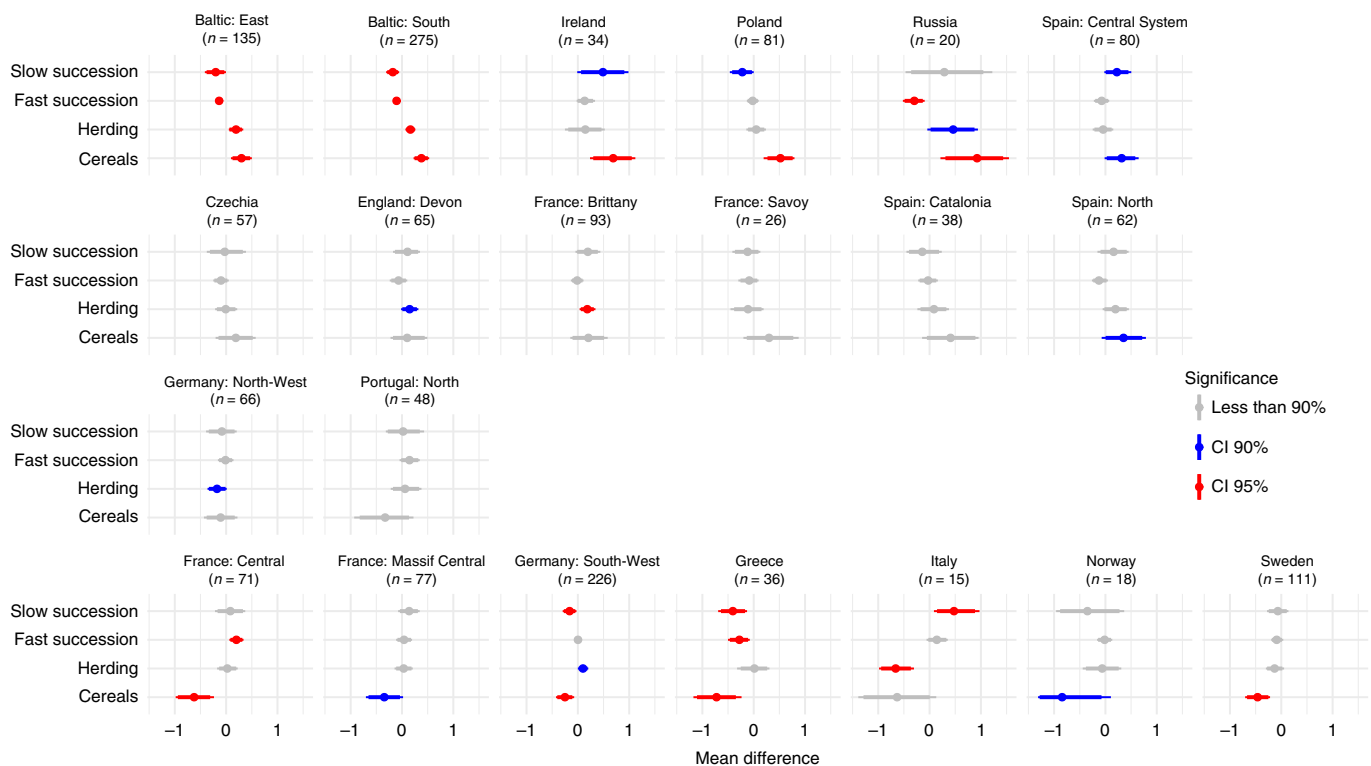 Baltic: East
(n = 135)
Baltic: South
(n = 275)
Ireland
(n = 34)
Poland
(n = 81)
Russia
(n = 20)
Spain: Central System
(n = 80)
Slow succession
Fast succession
Herding
Cereals
Czechia
(n = 57)
England: Devon
(n = 65)
France: Brittany
(n = 93)
France: Savoy
(n = 26)
Spain: Catalonia
(n = 38)
Spain: North
(n = 62)
Slow succession
Fast succession
Herding
Cereals
Germany: North-West
(n = 66)
Portugal: North
(n = 48)
Slow succession
Fast succession
Herding
Cereals
Significance
Less than 90%
CI 90%
CI 95%
France: Central
(n = 71)
France: Massif Central
(n = 77)
Germany: South-West
(n = 226)
Greece
(n = 36)
Italy
(n = 15)
Norway
(n = 18)
Sweden
(n = 111)
Slow succession
Fast succession
Herding
Cereals
−1 0 1 −1 0 1 −1 0 1 −1 0 1 −1 0 1 −1 0 1 −1 0 1
Mean difference